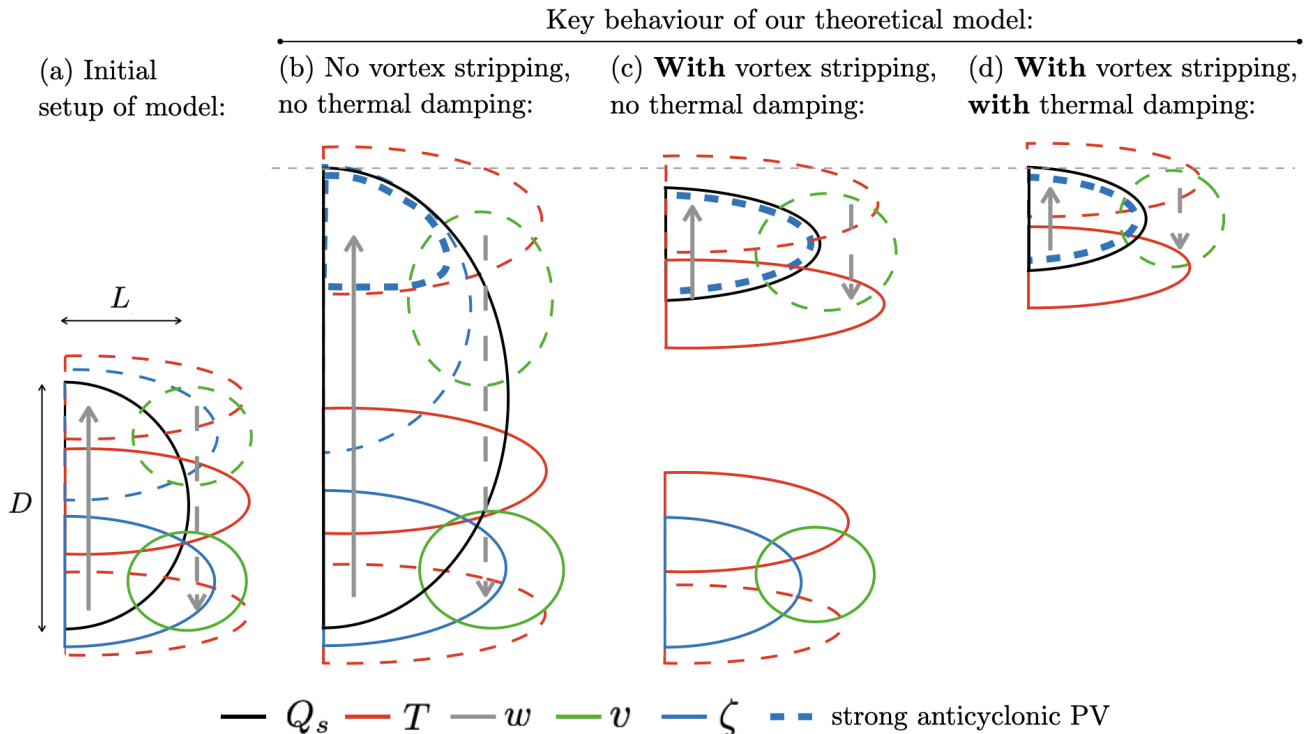 Key behaviour of our theoretical model:
(a) Initial
setup of model:
(b) No vortex stripping,
no thermal damping:
(c) With vortex stripping,
no thermal damping:
(d) With vortex stripping,
with thermal damping:
L
D
Q_s T w v ζ strong anticyclonic PV